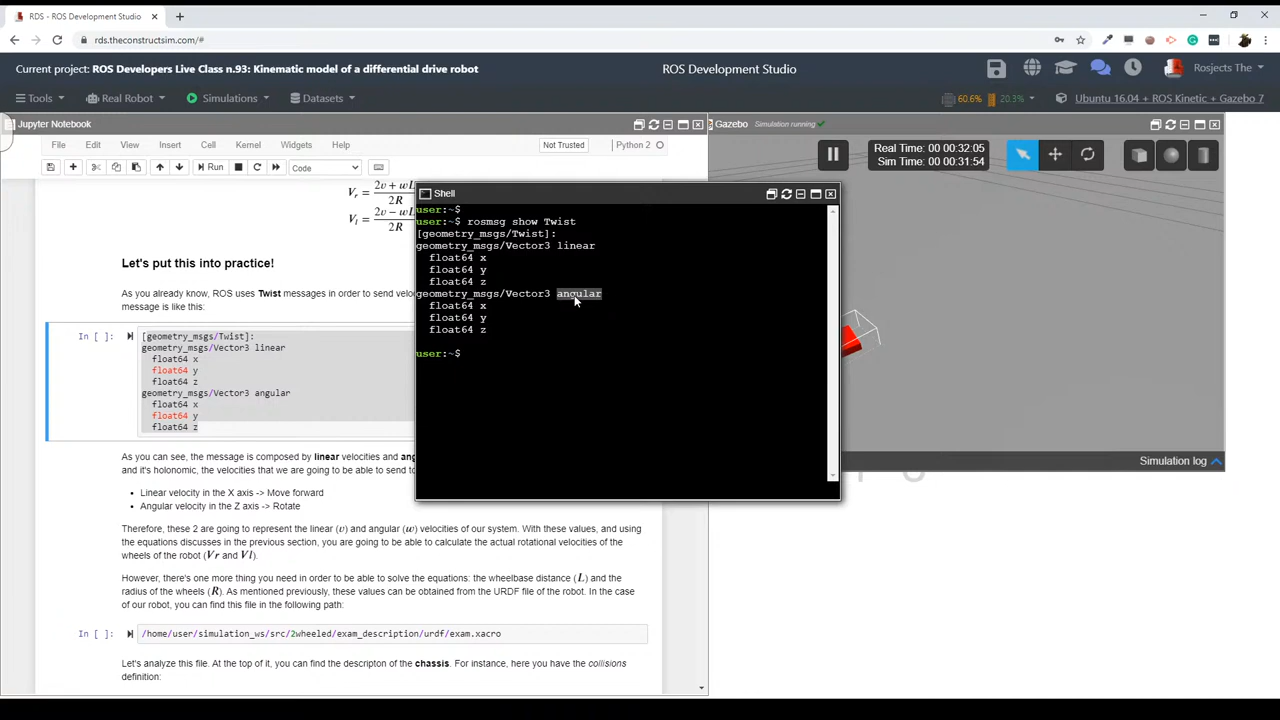 RDS - ROS Development Studio
rds.theconstructsim.com/#
Current project: ROS Developers Live Class n.93: Kinematic model of a differential drive robot
ROS Development Studio
Rosjects The
Tools
Real Robot
Simulations
Datasets
60.6%
20.3%
Ubuntu 16.04 + ROS Kinetic + Gazebo 7
Jupyter Notebook
File
Edit
View
Insert
Cell
Kernel
Widgets
Help
Not Trusted
Python 2
Run
Code
Vr = 2v + wL
2R
Vl = 2v - wL
2R
Let's put this into practice!
As you already know, ROS uses Twist messages in order to send velo
message is like this:
In [ ]:
[geometry_msgs/Twist]:
geometry_msgs/Vector3 linear
float64 x
float64 y
float64 z
geometry_msgs/Vector3 angular
float64 x
float64 y
float64 z
As you can see, the message is composed by linear velocities and ang
and it's holonomic, the velocities that we are going to be able to send to
• Linear velocity in the X axis -> Move forward
• Angular velocity in the Z axis -> Rotate
Therefore, these 2 are going to represent the linear (v) and angular (w) velocities of our system. With these values, and using
the equations discusses in the previous section, you are going to be able to calculate the actual rotational velocities of the
wheels of the robot (Vr and Vl).
However, there's one more thing you need in order to be able to solve the equations: the wheelbase distance (L) and the
radius of the wheels (R). As mentioned previously, these values can be obtained from the URDF file of the robot. In the case
of our robot, you can find this file in the following path:
In [ ]:
/home/user/simulation_ws/src/2wheeled/exam_description/urdf/exam.xacro
Let's analyze this file. At the top of it, you can find the descripton of the chassis. For instance, here you have the collisions
definition:
Shell
user:~$
user:~$ rosmsg show Twist
[geometry_msgs/Twist]:
geometry_msgs/Vector3 linear
float64 x
float64 y
float64 z
geometry_msgs/Vector3 angular
float64 x
float64 y
float64 z
user:~$
Gazebo
Simulation running
Real Time: 00 00:32:05
Sim Time: 00 00:31:54
Simulation log